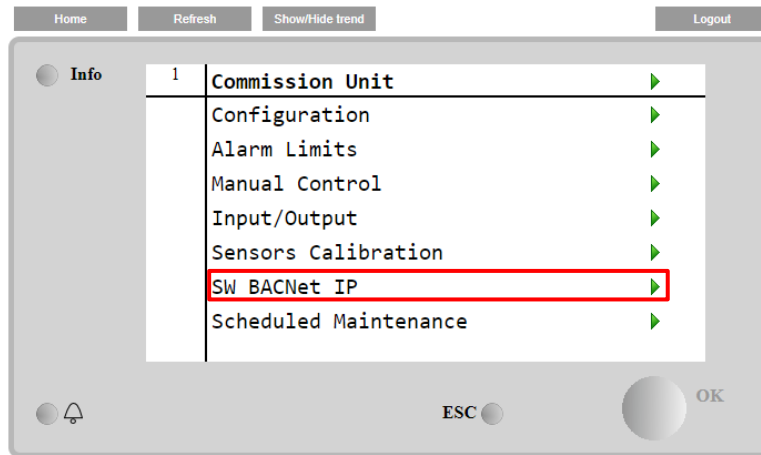 Home Refresh Show/Hide trend Logout
Info
1 Commission Unit
Configuration
Alarm Limits
Manual Control
Input/Output
Sensors Calibration
SW BACNet IP
Scheduled Maintenance
ESC OK